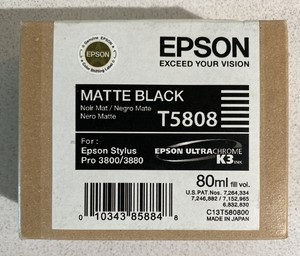 Genuine EPSON
EPSON
EPSON
EXCEED YOUR VISION
MATTE BLACK
Noir Mat / Negro Mate
Nero Matte
T5808
For :
Epson Stylus
Pro 3800/3880
EPSON ULTRACHROME
K3 INK
80ml fill vol.
U.S.PAT.Nos. 7,264,334
7,246,882 / 7,152,965
6,832,830
0 10343 85884 8
C13T580800
MADE IN JAPAN